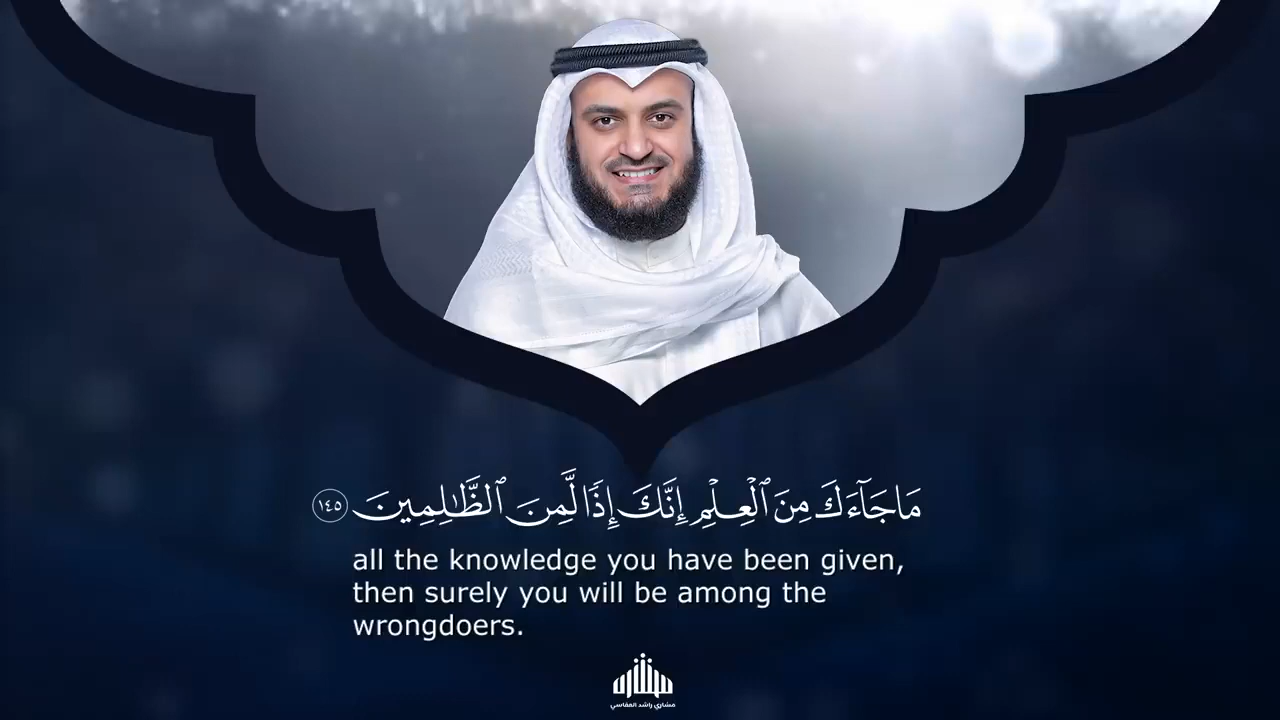 مَا جَآءَكَ مِنَ ٱلْعِلْمِ إِنَّكَ إِذًا لَّمِنَ ٱلظَّـٰلِمِينَ ١٤٥
all the knowledge you have been given,
then surely you will be among the
wrongdoers.
مشاري راشد العفاسي